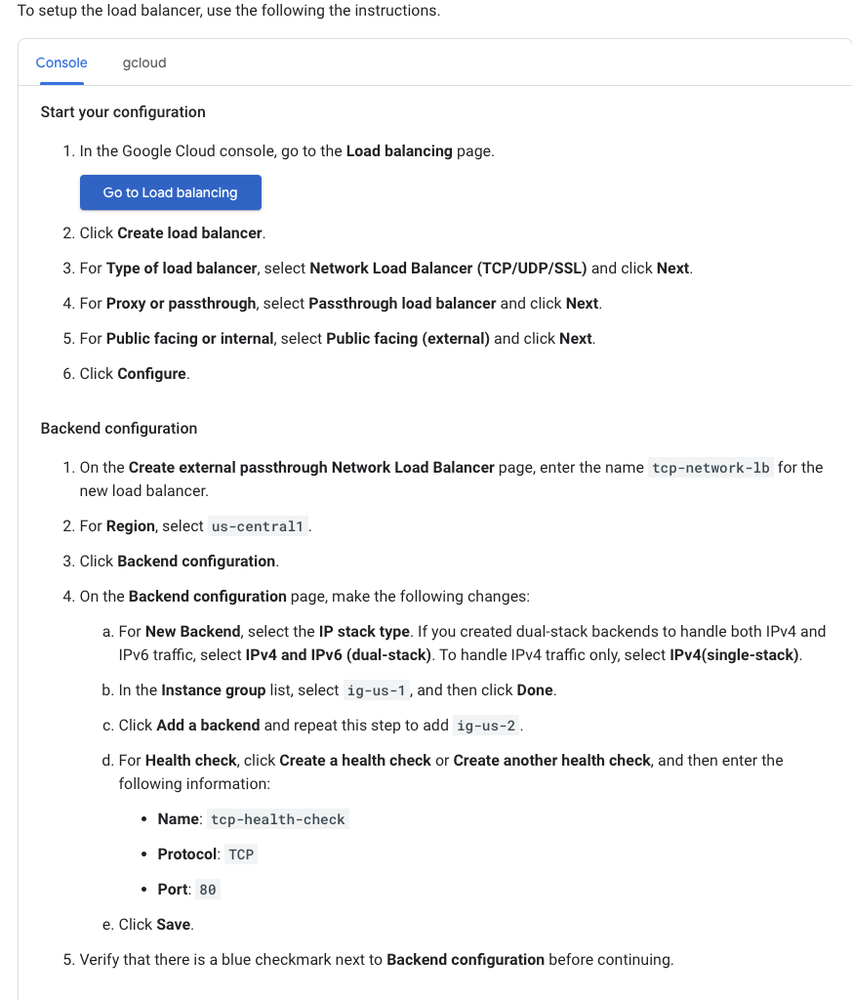 To setup the load balancer, use the following the instructions.
Console gcloud
Start your configuration
1. In the Google Cloud console, go to the Load balancing page.
Go to Load balancing
2. Click Create load balancer.
3. For Type of load balancer, select Network Load Balancer (TCP/UDP/SSL) and click Next.
4. For Proxy or passthrough, select Passthrough load balancer and click Next.
5. For Public facing or internal, select Public facing (external) and click Next.
6. Click Configure.
Backend configuration
1. On the Create external passthrough Network Load Balancer page, enter the name tcp-network-lb for the
new load balancer.
2. For Region, select us-central1.
3. Click Backend configuration.
4. On the Backend configuration page, make the following changes:
a. For New Backend, select the IP stack type. If you created dual-stack backends to handle both IPv4 and
IPv6 traffic, select IPv4 and IPv6 (dual-stack). To handle IPv4 traffic only, select IPv4(single-stack).
b. In the Instance group list, select ig-us-1, and then click Done.
c. Click Add a backend and repeat this step to add ig-us-2.
d. For Health check, click Create a health check or Create another health check, and then enter the
following information:
• Name: tcp-health-check
• Protocol: TCP
• Port: 80
e. Click Save.
5. Verify that there is a blue checkmark next to Backend configuration before continuing.